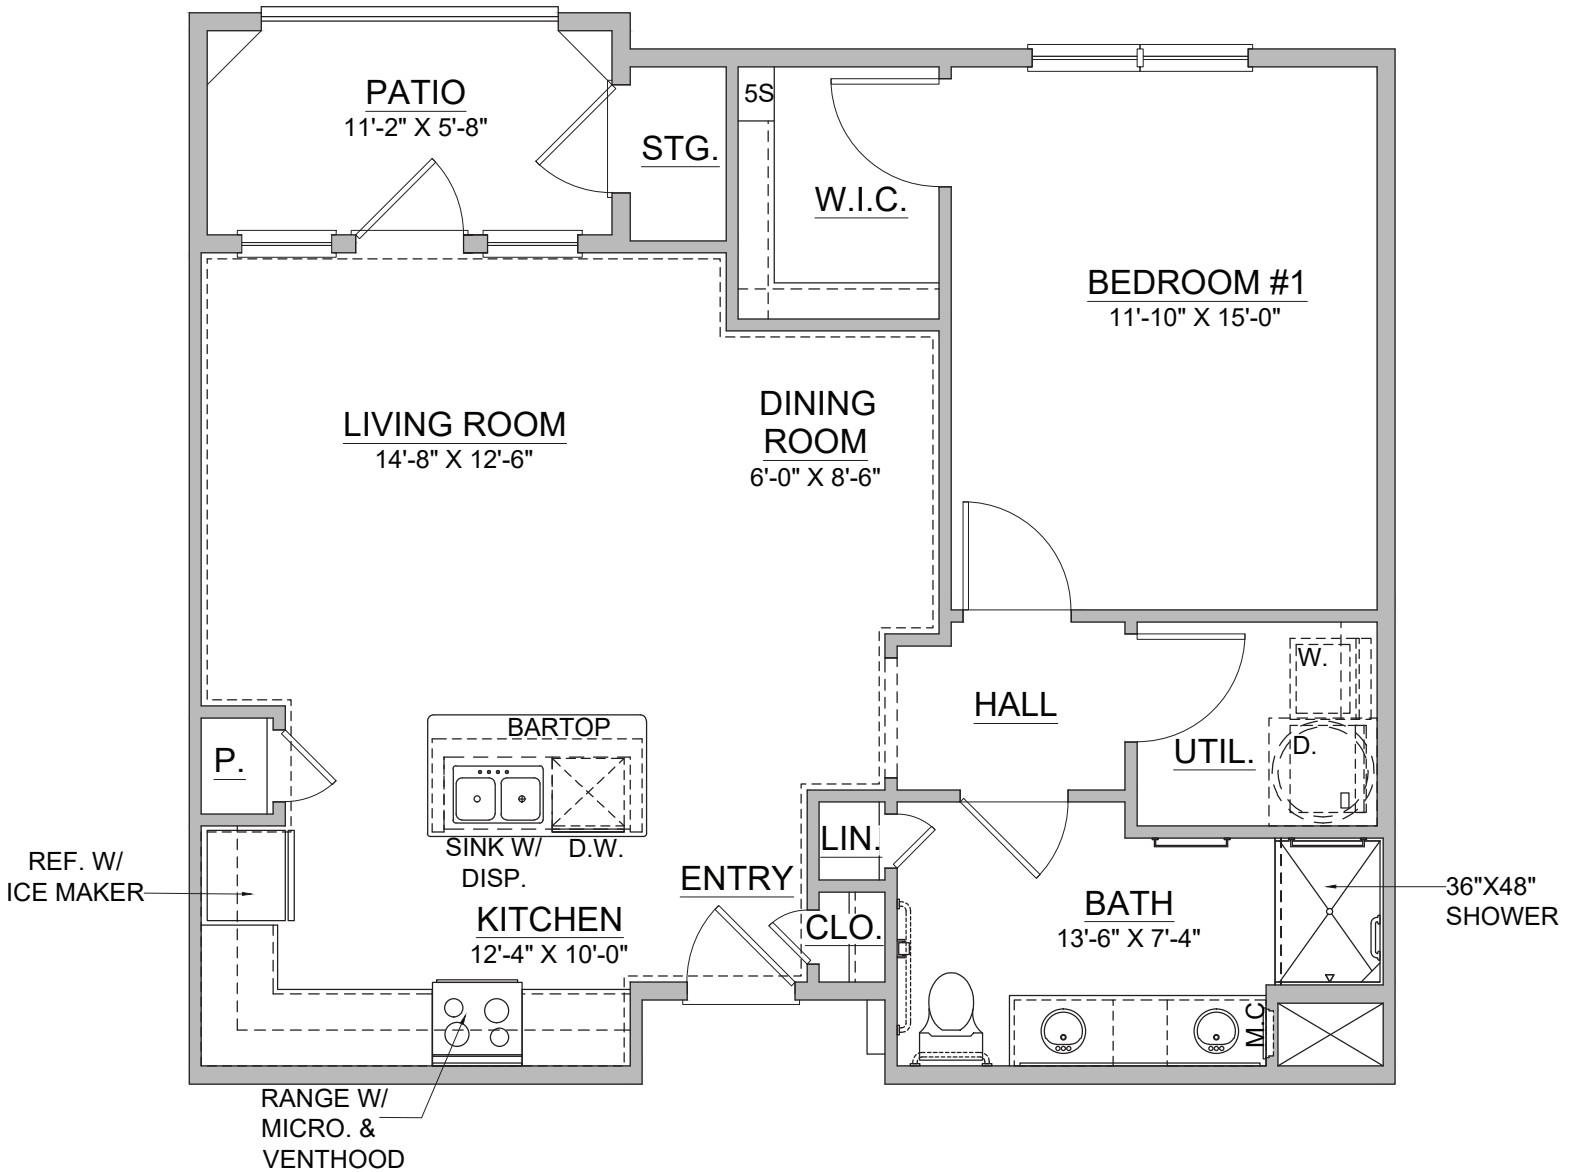 PATIO
11'-2" X 5'-8"
STG.
5S
W.I.C.
BEDROOM #1
11'-10" X 15'-0"
LIVING ROOM
14'-8" X 12'-6"
DINING
ROOM
6'-0" X 8'-6"
HALL
UTIL.
W.
D.
P.
BARTOP
SINK W/
DISP.
D.W.
REF. W/
ICE MAKER
KITCHEN
12'-4" X 10'-0"
ENTRY
LIN.
CLO.
BATH
13'-6" X 7'-4"
36"X48"
SHOWER
M.C
RANGE W/
MICRO. &
VENTHOOD